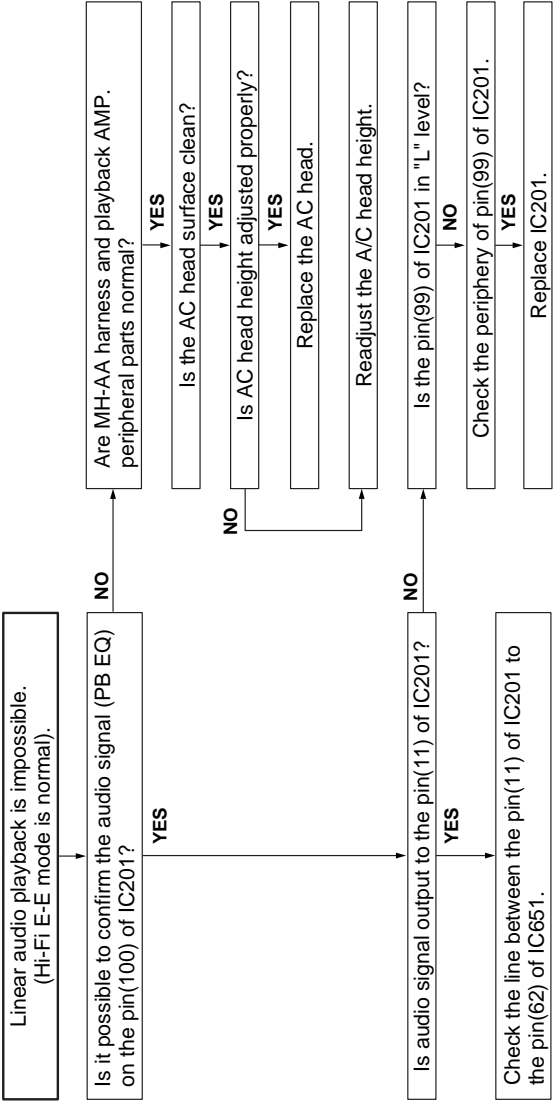 Linear audio playback is impossible.
(Hi-Fi E-E mode is normal).
Is it possible to confirm the audio signal (PB EQ)
on the pin(100) of IC201?
NO
YES
Are MH-AA harness and playback AMP.
peripheral parts normal?
YES
Is the AC head surface clean?
YES
Is AC head height adjusted properly?
NO
YES
Replace the AC head.
Readjust the A/C head height.
Is audio signal output to the pin(11) of IC201?
NO
YES
Is the pin(99) of IC201 in "L" level?
NO
Check the periphery of pin(99) of IC201.
YES
Replace IC201.
Check the line between the pin(11) of IC201 to
the pin(62) of IC651.